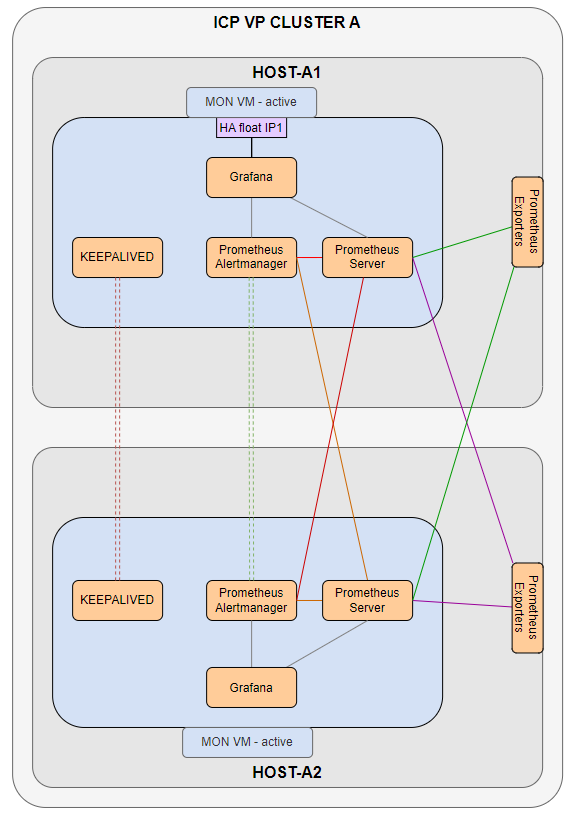 ICP VP CLUSTER A
HOST-A1
MON VM - active
HA float IP1
Grafana
KEEPALIVED
Prometheus
Alertmanager
Prometheus
Server
Prometheus
Exporters
KEEPALIVED
Prometheus
Alertmanager
Prometheus
Server
Prometheus
Exporters
Grafana
MON VM - active
HOST-A2